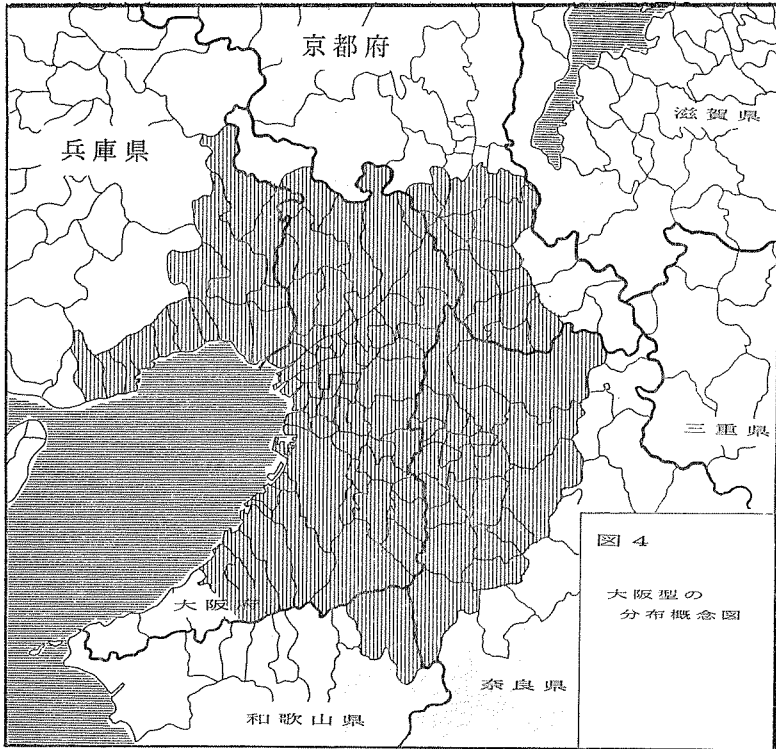 京都府
滋賀県
兵庫県
三重県
図4
大阪型の
分布概念図
大阪府
奈良県
和歌山県